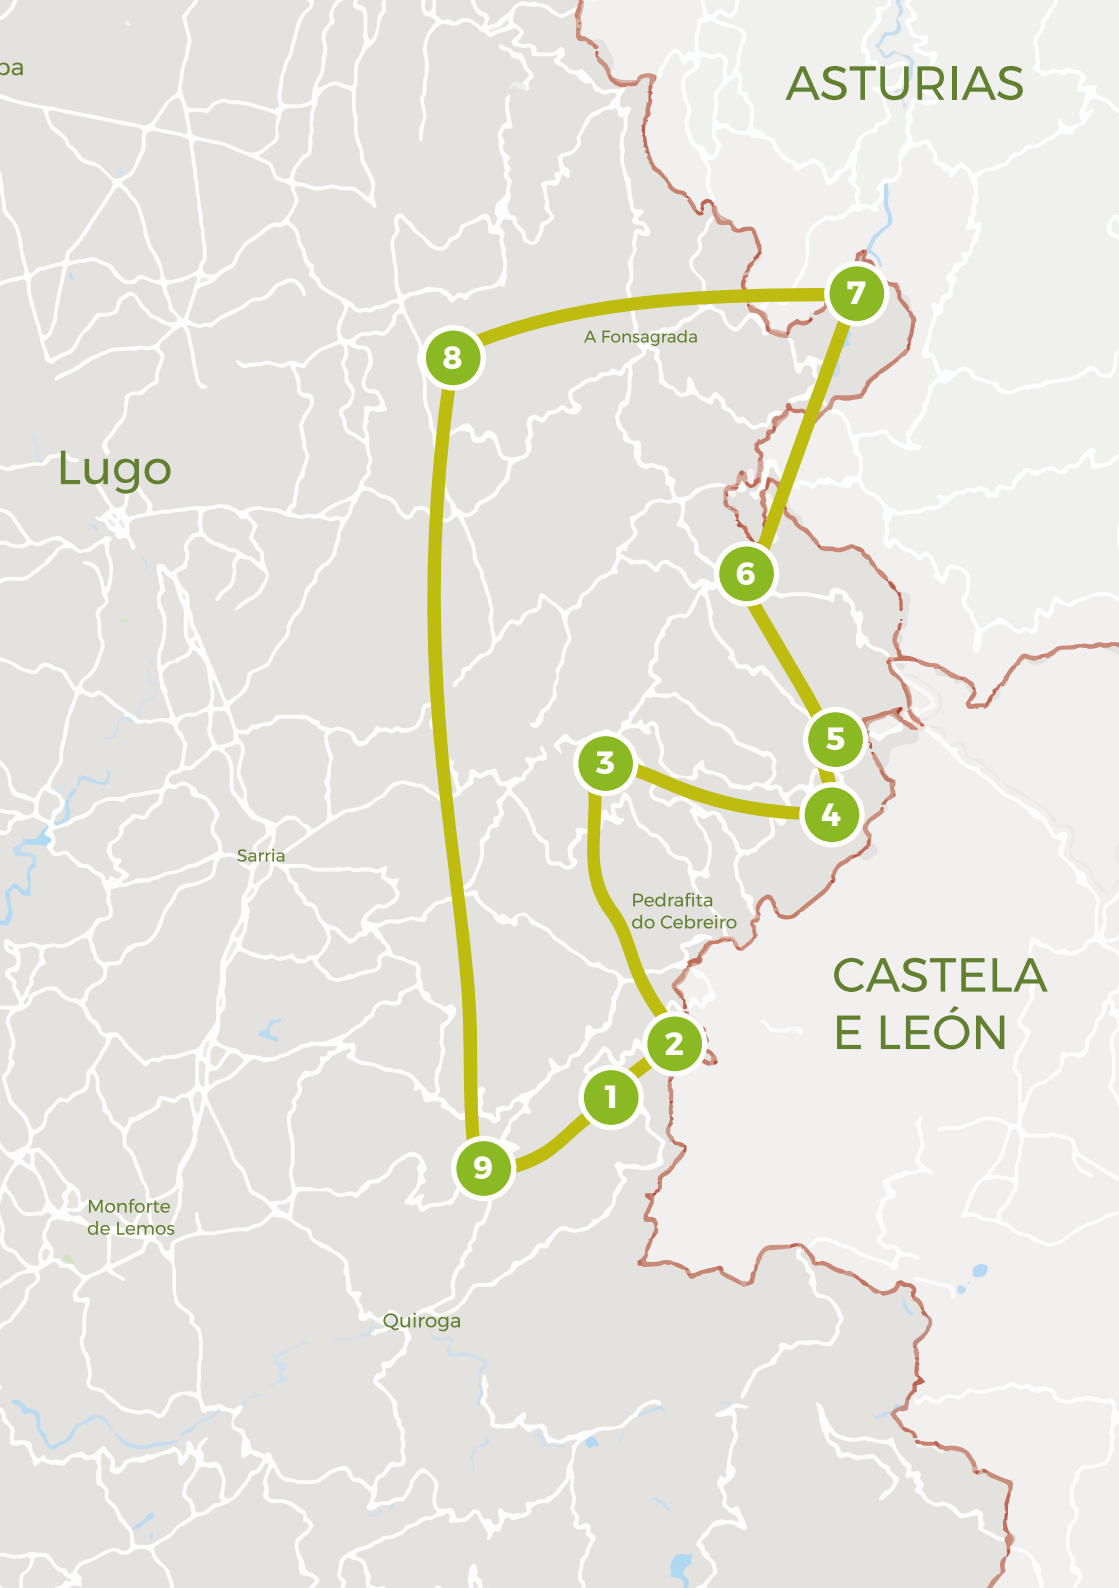 ba
ASTURIAS
7
A Fonsagrada
8
Lugo
6
5
3
4
Sarria
Pedrafita
do Cebreiro
CASTELA
E LEÓN
2
1
9
Monforte
de Lemos
Quiroga